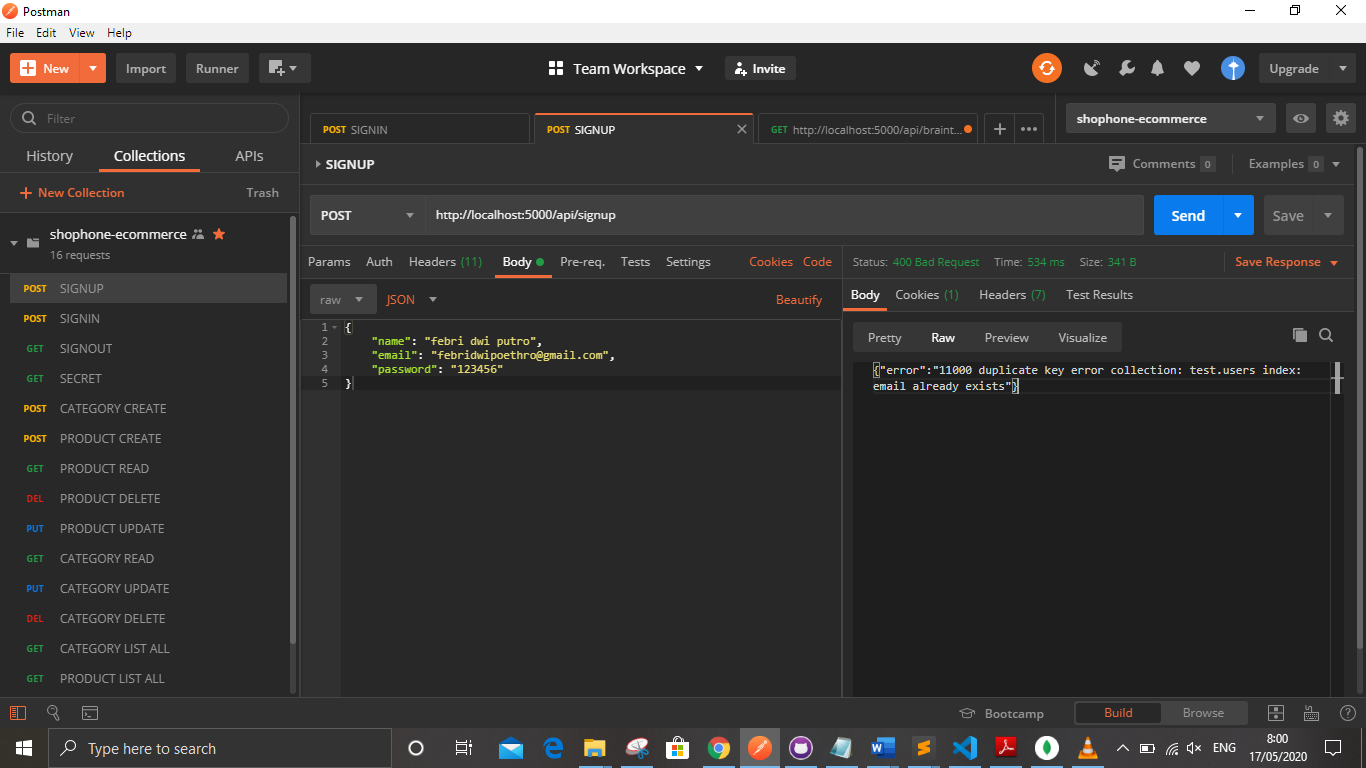 Postman
File Edit View Help
New Import Runner Team Workspace Invite Upgrade
Filter
History Collections APIs
New Collection Trash
shophone-ecommerce
16 requests
POST SIGNUP
POST SIGNIN
GET SIGNOUT
GET SECRET
POST CATEGORY CREATE
POST PRODUCT CREATE
GET PRODUCT READ
DEL PRODUCT DELETE
PUT PRODUCT UPDATE
GET CATEGORY READ
PUT CATEGORY UPDATE
DEL CATEGORY DELETE
GET CATEGORY LIST ALL
GET PRODUCT LIST ALL
POST SIGNIN POST SIGNUP GET http://localhost:5000/api/braint... shophone-ecommerce
SIGNUP Comments 0 Examples 0
POST http://localhost:5000/api/signup Send Save
Params Auth Headers (11) Body Pre-req. Tests Settings Cookies Code
raw JSON Beautify
1 {
2 "name": "febri dwi putro",
3 "email": "febridwipoethro@gmail.com",
4 "password": "123456"
5 }
Status: 400 Bad Request Time: 534 ms Size: 341 B Save Response
Body Cookies (1) Headers (7) Test Results
Pretty Raw Preview Visualize
{"error":"11000 duplicate key error collection: test.users index:
email already exists"}
Bootcamp Build Browse
Type here to search
ENG
8:00
17/05/2020